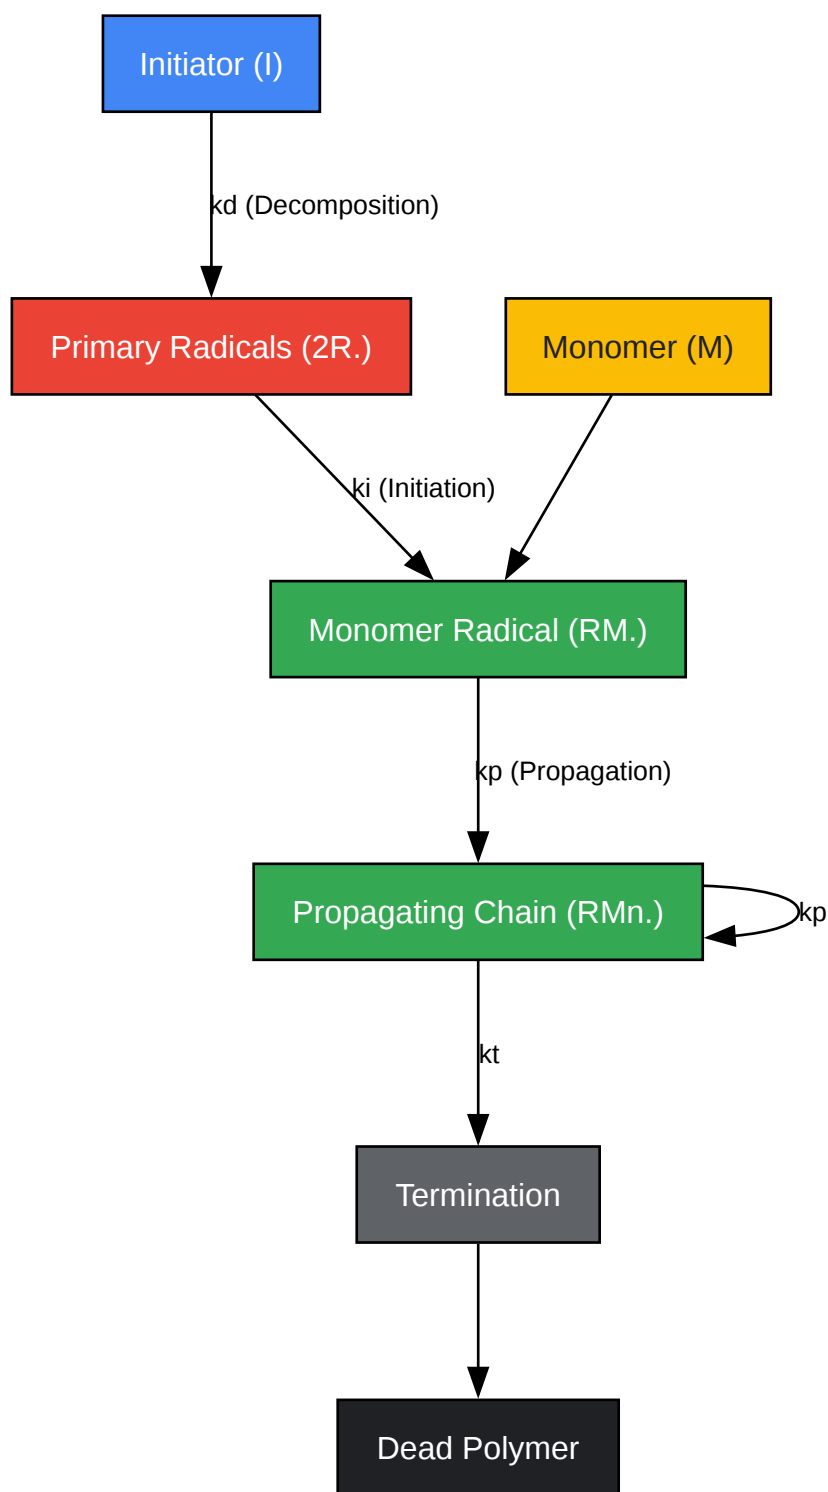 Initiator (I)
kd (Decomposition)
Primary Radicals (2R.)
Monomer (M)
ki (Initiation)
Monomer Radical (RM.)
kp (Propagation)
Propagating Chain (RMn.)
kp
kt
Termination
Dead Polymer